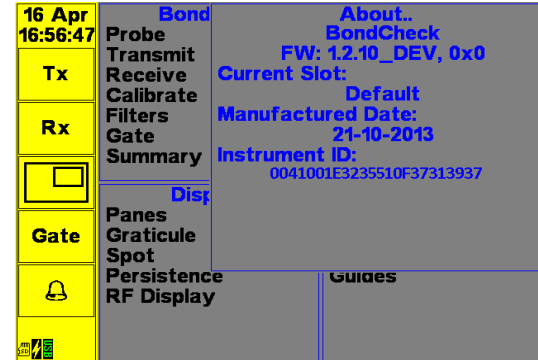 16 Apr
16:56:47
Tx
Rx
Gate
SD
USB
Bond
Probe
Transmit
Receive
Calibrate
Filters
Gate
Summary
About..
BondCheck
FW: 1.2.10_DEV, 0x0
Current Slot:
Default
Manufactured Date:
21-10-2013
Instrument ID:
0041001E3235510F37313937
Disp
Panes
Graticule
Spot
Persistence
RF Display
Guides